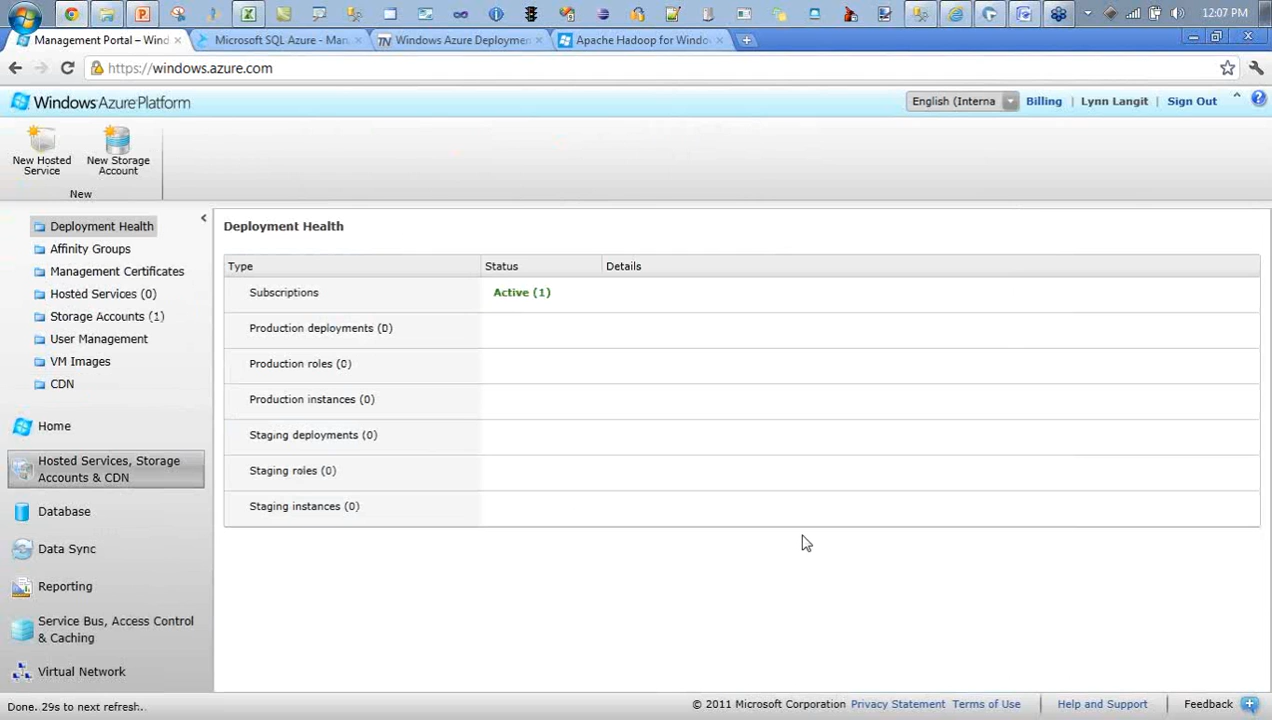 12:07 PM
Management Portal – Wind
Microsoft SQL Azure - Man
Windows Azure Deploymen
Apache Hadoop for Windo
https://windows.azure.com
Windows Azure Platform
English (Interna
Billing
Lynn Langit
Sign Out
New Hosted
Service
New Storage
Account
New
Deployment Health
Affinity Groups
Management Certificates
Hosted Services (0)
Storage Accounts (1)
User Management
VM Images
CDN
Home
Hosted Services, Storage
Accounts & CDN
Database
Data Sync
Reporting
Service Bus, Access Control
& Caching
Virtual Network
Deployment Health
Type Status Details
Subscriptions Active (1)
Production deployments (0)
Production roles (0)
Production instances (0)
Staging deployments (0)
Staging roles (0)
Staging instances (0)
Done. 29s to next refresh..
© 2011 Microsoft Corporation Privacy Statement Terms of Use
Help and Support
Feedback